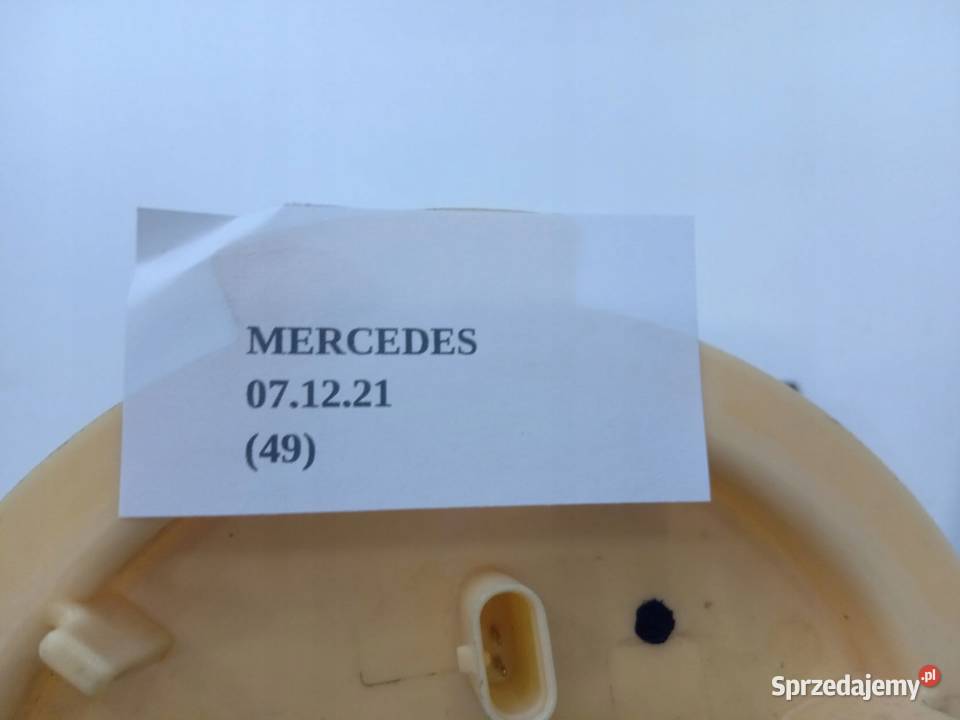 MERCEDES
07.12.21
(49)
Sprzedajemy.pl